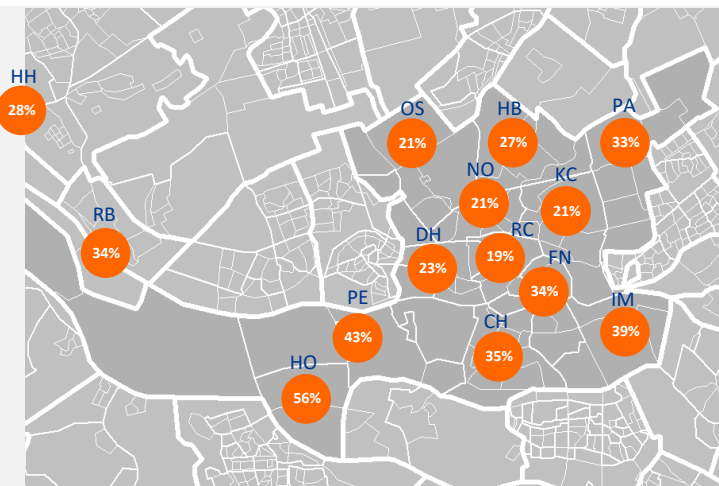 HH
28%
OS
21%
HB
27%
PA
33%
NO
21%
KC
21%
RB
34%
RC
19%
DH
23%
FN
34%
PE
43%
IM
39%
CH
35%
HO
56%